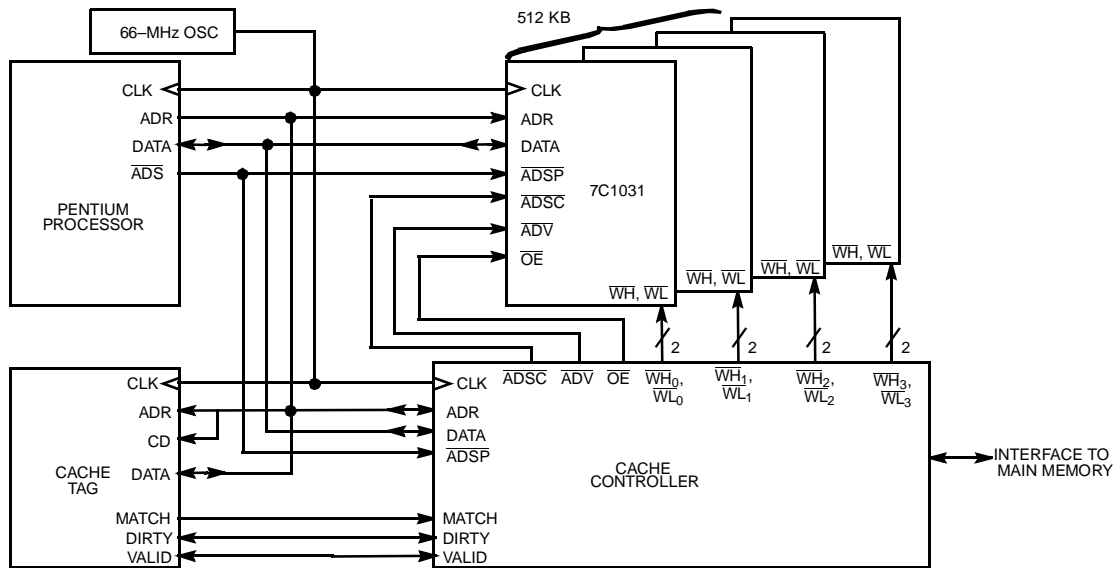 512 KB
66–MHz OSC
CLK
ADR
DATA
ADS
PENTIUM
PROCESSOR
CLK
ADR
DATA
ADSP
ADSC
ADV
OE
7C1031
WH, WL
WH, WL
WH, WL
WH, WL
2
2
2
2
CLK
ADR
CD
DATA
CACHE
TAG
MATCH
DIRTY
VALID
ADSC
ADV
OE
WH0,
WL0
WH1,
WL1
WH2,
WL2
WH3,
WL3
CLK
ADR
DATA
ADSP
CACHE
CONTROLLER
MATCH
DIRTY
VALID
INTERFACE TO
MAIN MEMORY